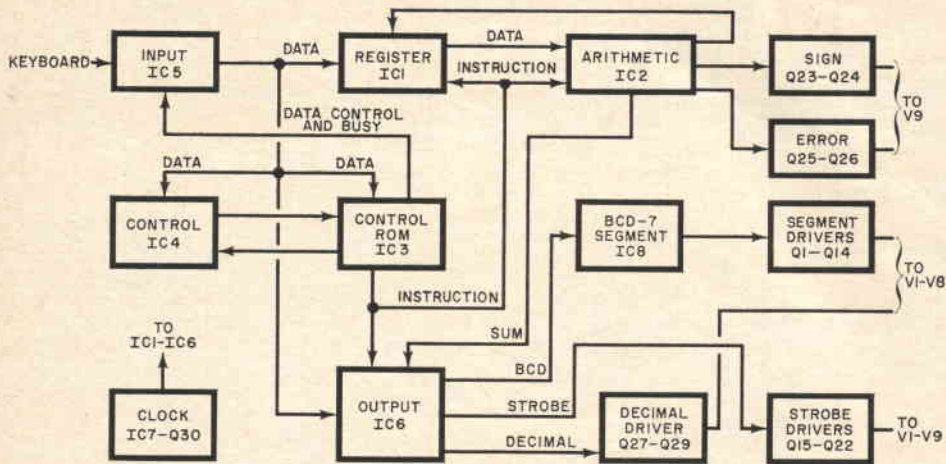 KEYBOARD
INPUT
IC5
DATA
REGISTER
IC1
DATA
INSTRUCTION
ARITHMETIC
IC2
SIGN
Q23-Q24
ERROR
Q25-Q26
TO
V9
DATA CONTROL
AND BUSY
DATA
DATA
CONTROL
IC4
CONTROL
ROM
IC3
BCD-7
SEGMENT
IC8
SEGMENT
DRIVERS
Q1-Q14
TO
V1-V8
INSTRUCTION
SUM
TO
IC1-IC6
CLOCK
IC7-Q30
OUTPUT
IC6
BCD
STROBE
DECIMAL
DECIMAL
DRIVER
Q27-Q29
STROBE
DRIVERS
Q15-Q22
TO
V1-V9